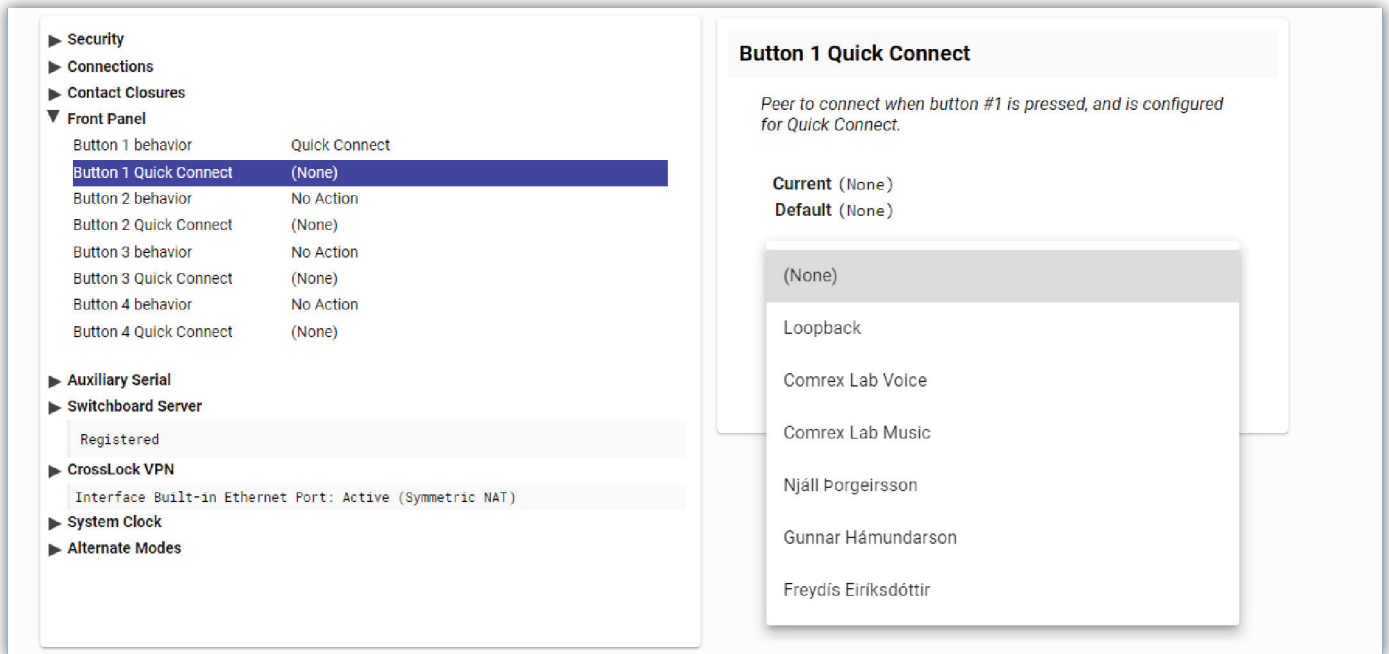 Security
Connections
Contact Closures
Front Panel
Button 1 behavior Quick Connect
Button 1 Quick Connect (None)
Button 2 behavior No Action
Button 2 Quick Connect (None)
Button 3 behavior No Action
Button 3 Quick Connect (None)
Button 4 behavior No Action
Button 4 Quick Connect (None)
Auxiliary Serial
Switchboard Server
Registered
CrossLock VPN
Interface Built-in Ethernet Port: Active (Symmetric NAT)
System Clock
Alternate Modes
Button 1 Quick Connect
Peer to connect when button #1 is pressed, and is configured
for Quick Connect.
Current (None)
Default (None)
(None)
Loopback
Comrex Lab Voice
Comrex Lab Music
Njáll Þorgeirsson
Gunnar Hámundarson
Freydís Eiríksdóttir